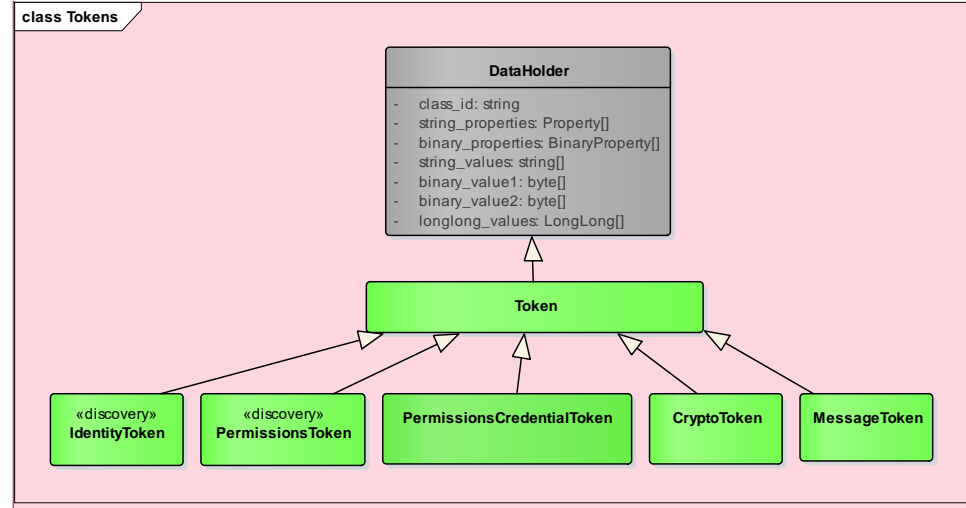 class Tokens
DataHolder
- class_id: string
- string_properties: Property[]
- binary_properties: BinaryProperty[]
- string_values: string[]
- binary_value1: byte[]
- binary_value2: byte[]
- longlong_values: LongLong[]
Token
«discovery»
IdentityToken
«discovery»
PermissionsToken
PermissionsCredentialToken
CryptoToken
MessageToken